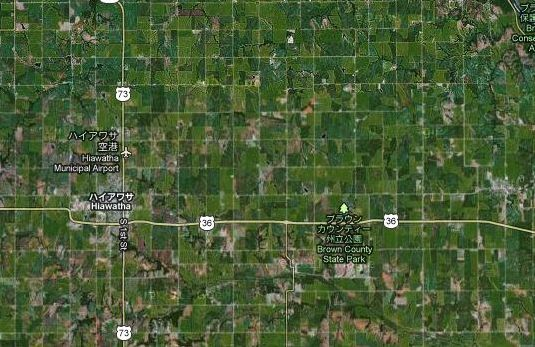 73
ハイアワサ
空港
Hiawatha
Municipal Airport
ハイアワサ
Hiawatha
S 1st St
36
ブラウン
カウンティー
州立公園
Brown County
State Park
36
73